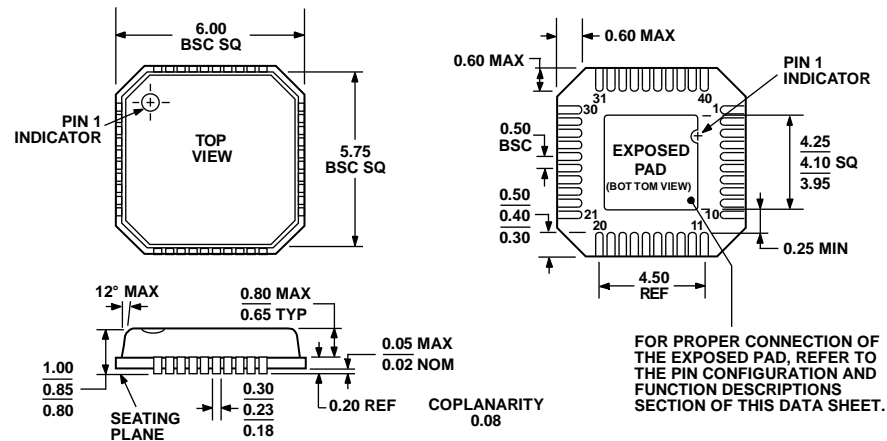 6.00
BSC SQ
PIN 1
INDICATOR
TOP
VIEW
5.75
BSC SQ
0.60 MAX
0.60 MAX
PIN 1
INDICATOR
31
40
30
1
0.50
BSC
EXPOSED
PAD
(BOTTOM VIEW)
4.25
4.10 SQ
3.95
0.50
0.40
0.30
21
10
20
11
0.25 MIN
4.50
REF
12° MAX
0.80 MAX
0.65 TYP
0.05 MAX
0.02 NOM
1.00
0.85
0.80
SEATING
PLANE
0.30
0.23
0.18
0.20 REF
COPLANARITY
0.08
FOR PROPER CONNECTION OF
THE EXPOSED PAD, REFER TO
THE PIN CONFIGURATION AND
FUNCTION DESCRIPTIONS
SECTION OF THIS DATA SHEET.